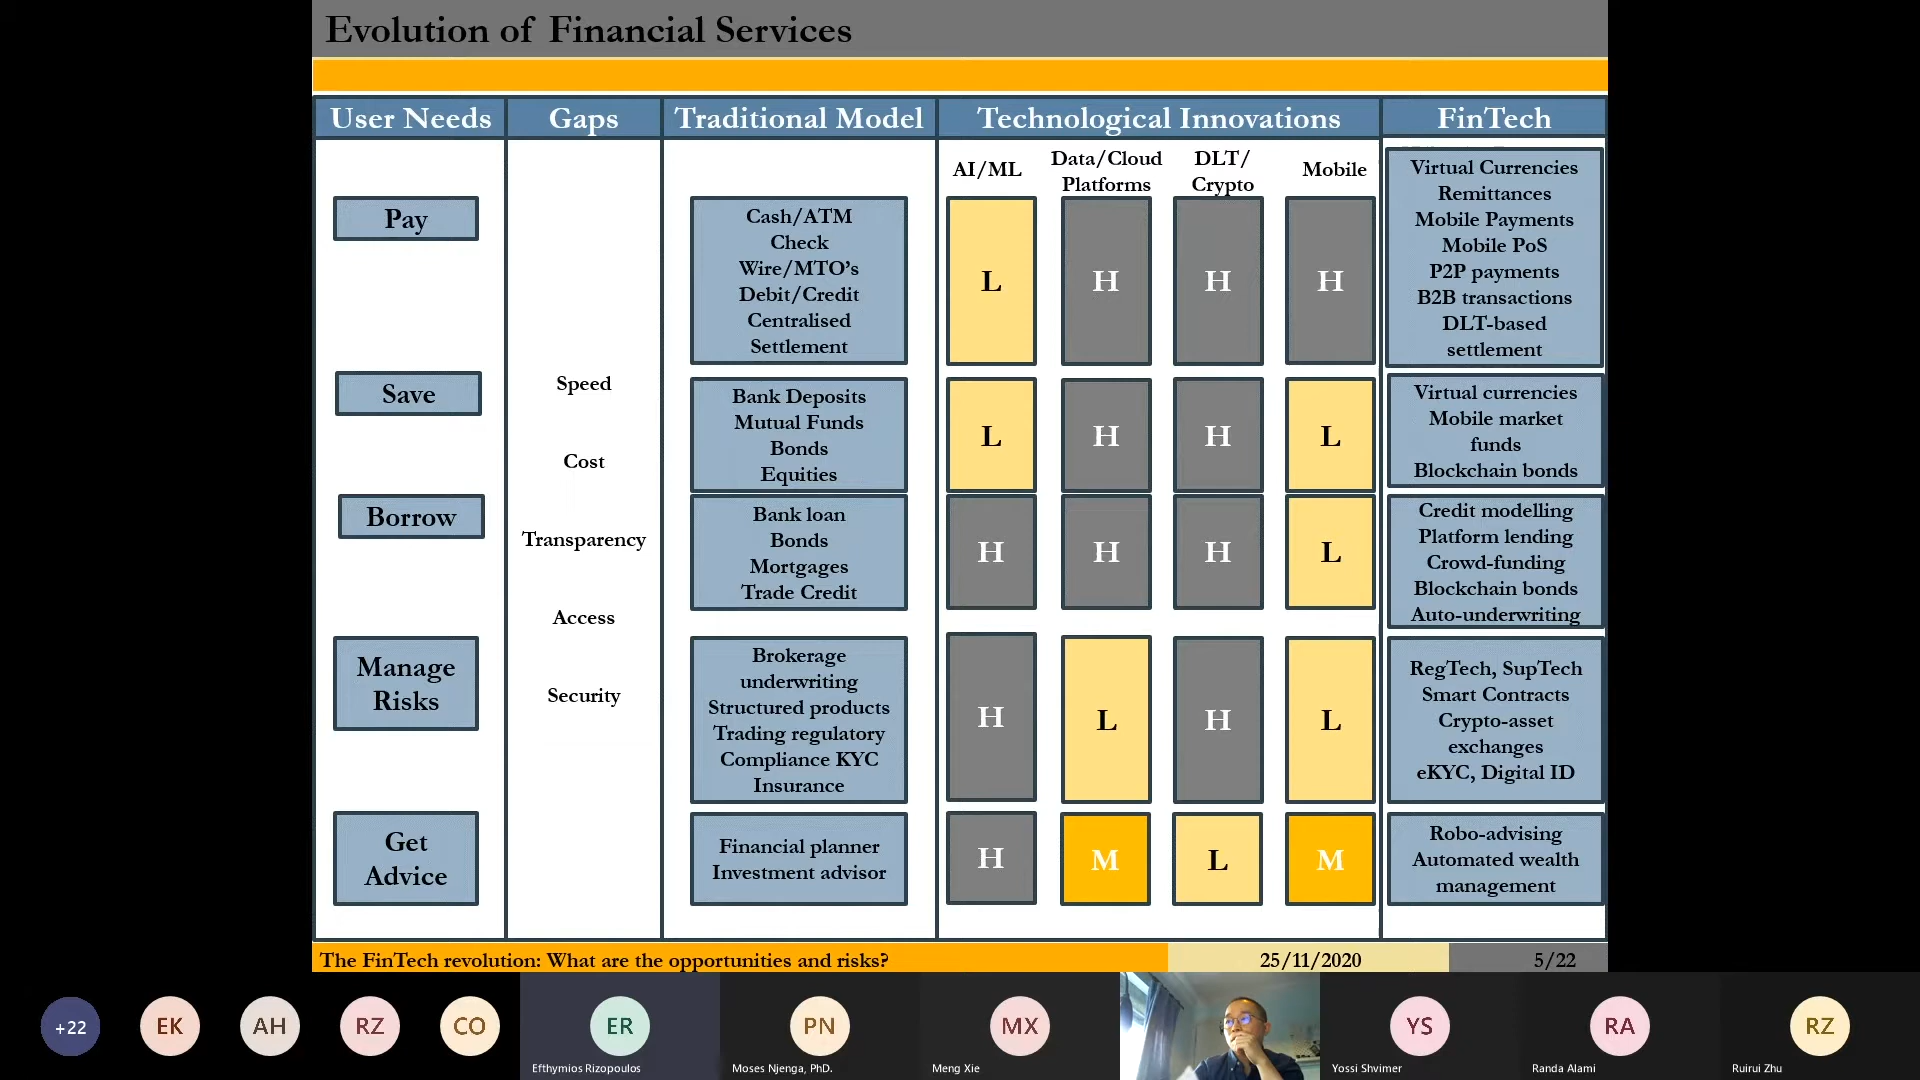 Evolution of Financial Services
User Needs
Gaps
Traditional Model
Technological Innovations
FinTech
AI/ML
Data/Cloud
Platforms
DLT/
Crypto
Mobile
Pay
Cash/ATM
Check
Wire/MTO's
Debit/Credit
Centralised
Settlement
L
H
H
H
Virtual Currencies
Remittances
Mobile Payments
Mobile PoS
P2P payments
B2B transactions
DLT-based
settlement
Speed
Cost
Transparency
Access
Security
Save
Bank Deposits
Mutual Funds
Bonds
Equities
L
H
H
L
Virtual currencies
Mobile market
funds
Blockchain bonds
Borrow
Bank loan
Bonds
Mortgages
Trade Credit
H
H
H
L
Credit modelling
Platform lending
Crowd-funding
Blockchain bonds
Auto-underwriting
Manage
Risks
Brokerage
underwriting
Structured products
Trading regulatory
Compliance KYC
Insurance
H
L
H
L
RegTech, SupTech
Smart Contracts
Crypto-asset
exchanges
eKYC, Digital ID
Get
Advice
Financial planner
Investment advisor
H
M
L
M
Robo-advising
Automated wealth
management
The FinTech revolution: What are the opportunities and risks?
25/11/2020
5/22
+22
EK
AH
RZ
CO
ER
Efthymios Rizopoulos
PN
Moses Njenga, PhD.
MX
Meng Xie
YS
Yossi Shvimer
RA
Randa Alami
RZ
Ruirui Zhu